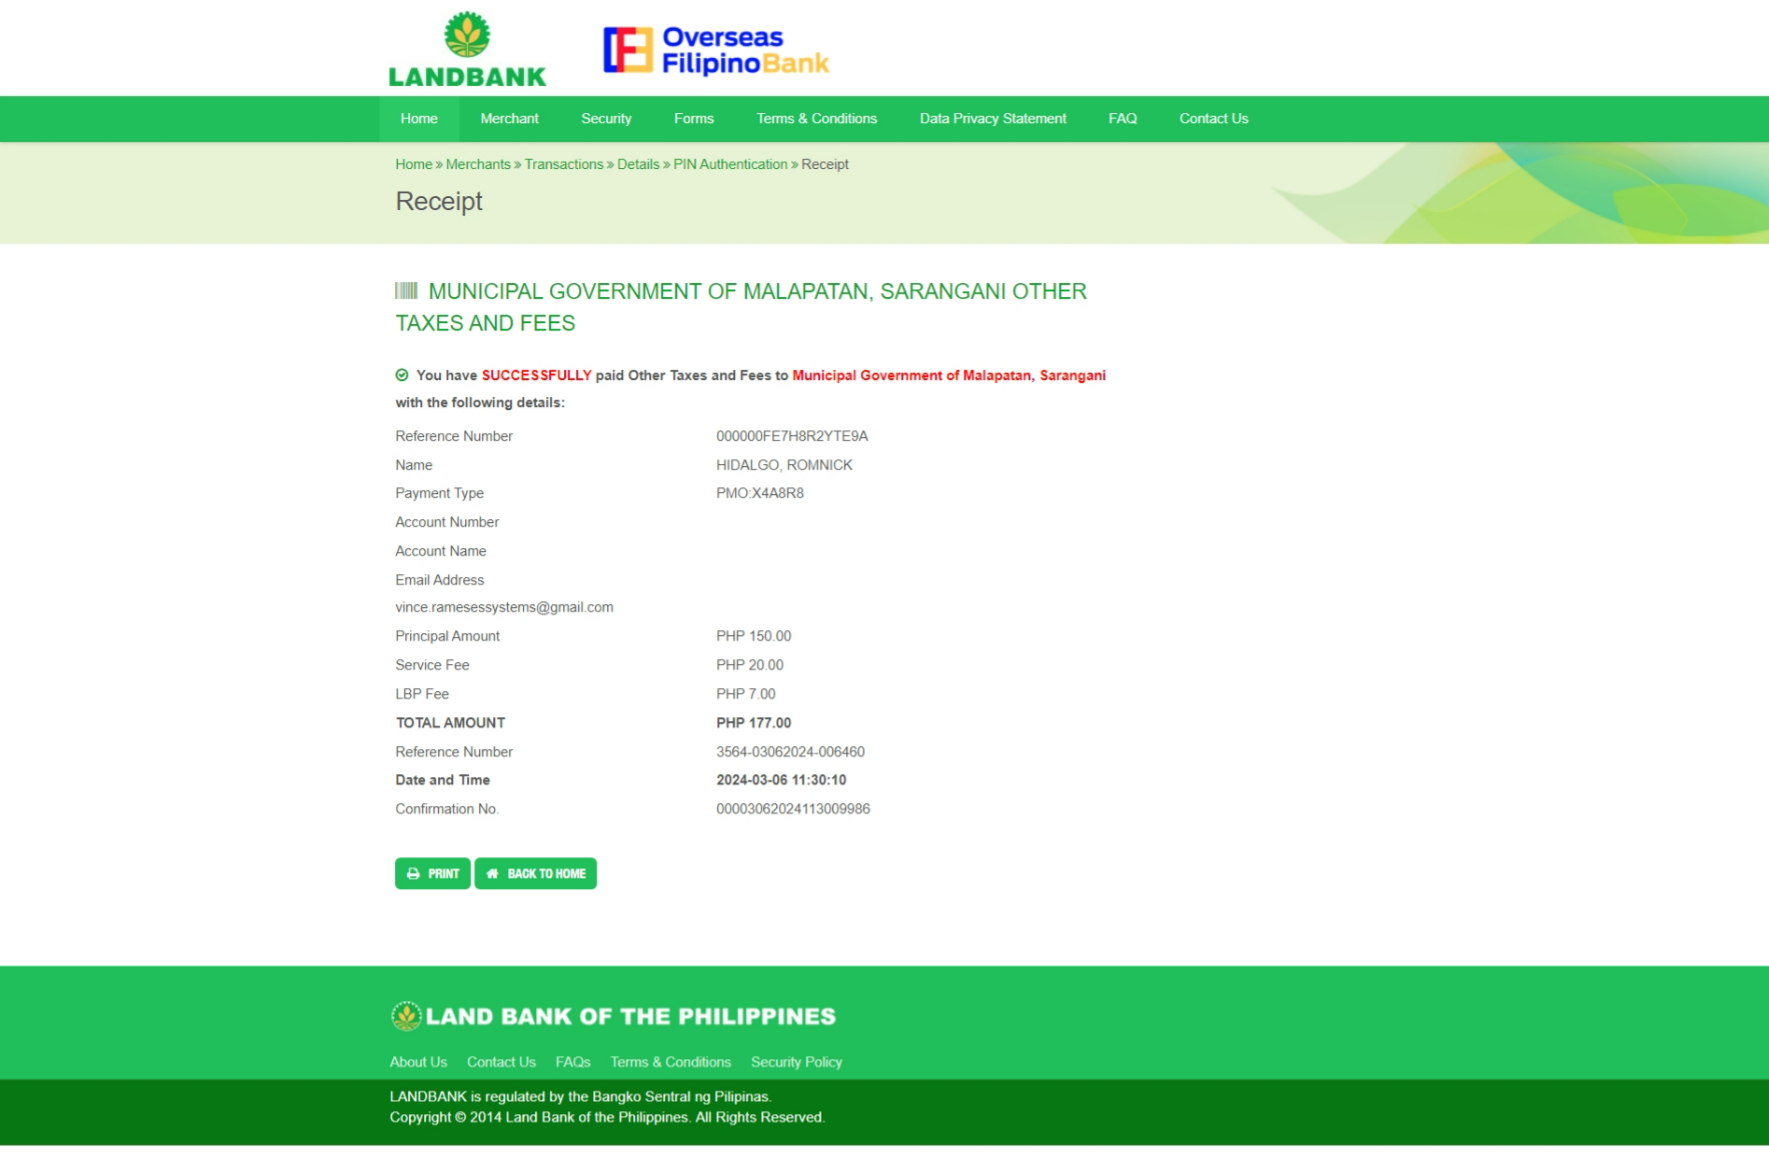 LANDBANK
Overseas
FilipinoBank
Home Merchant Security Forms Terms & Conditions Data Privacy Statement FAQ Contact Us
Home » Merchants » Transactions » Details » PIN Authentication » Receipt
Receipt
MUNICIPAL GOVERNMENT OF MALAPATAN, SARANGANI OTHER
TAXES AND FEES
You have SUCCESSFULLY paid Other Taxes and Fees to Municipal Government of Malapatan, Sarangani
with the following details:
Reference Number 000000FE7H8R2YTE9A
Name HIDALGO, ROMNICK
Payment Type PMO:X4A8R8
Account Number
Account Name
Email Address
vince.ramesessystems@gmail.com
Principal Amount PHP 150.00
Service Fee PHP 20.00
LBP Fee PHP 7.00
TOTAL AMOUNT PHP 177.00
Reference Number 3564-03062024-006460
Date and Time 2024-03-06 11:30:10
Confirmation No. 00003062024113009986
PRINT BACK TO HOME
LAND BANK OF THE PHILIPPINES
About Us Contact Us FAQs Terms & Conditions Security Policy
LANDBANK is regulated by the Bangko Sentral ng Pilipinas.
Copyright © 2014 Land Bank of the Philippines. All Rights Reserved.